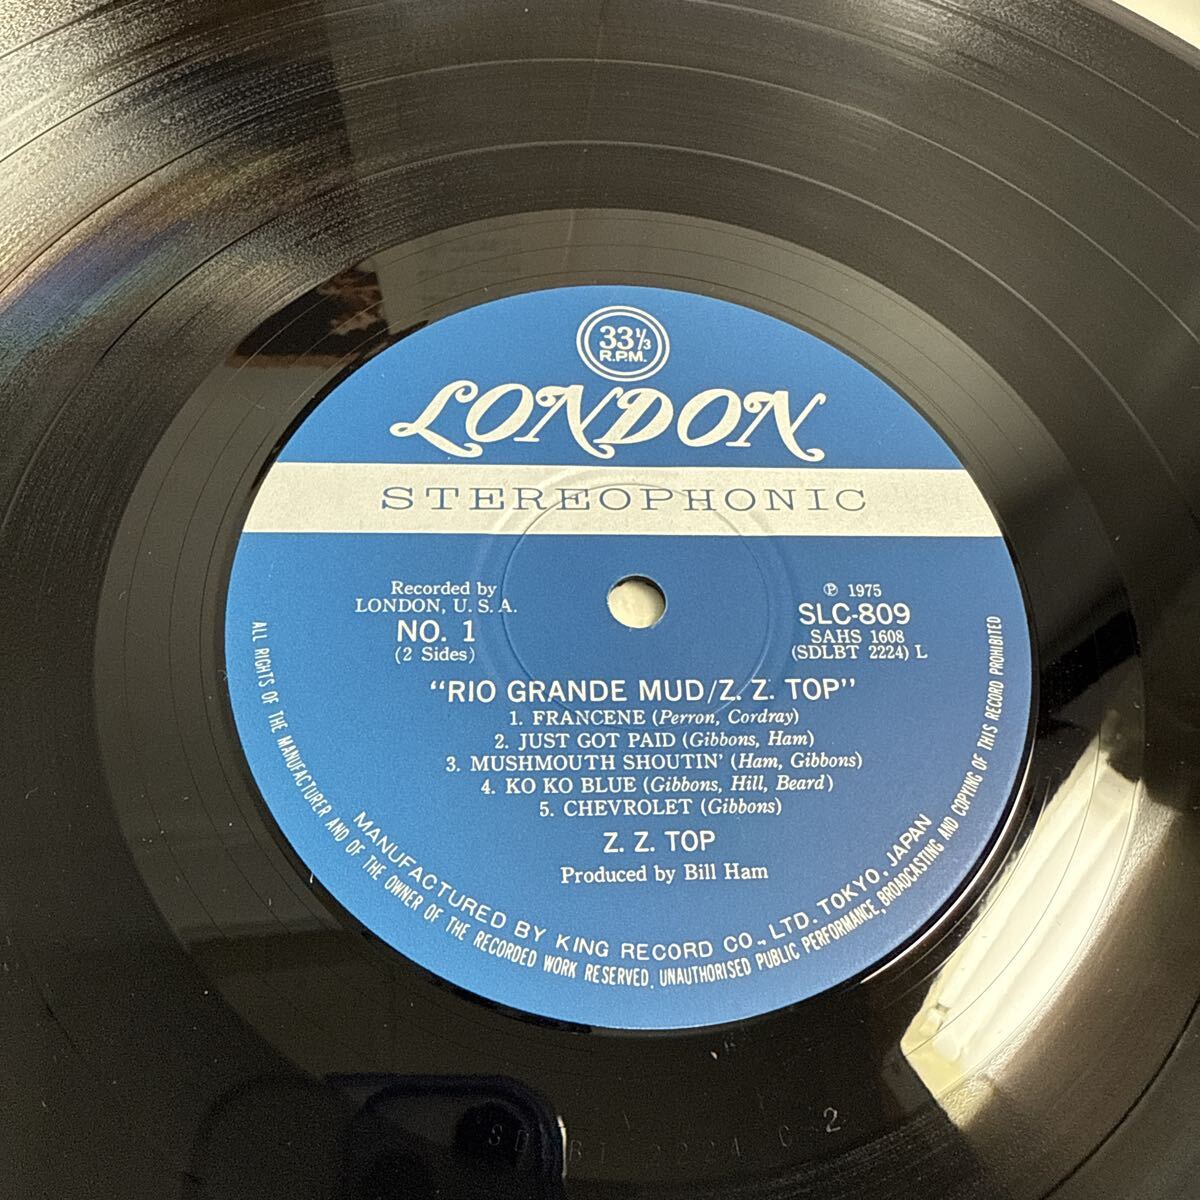 33⅓
R.P.M.
LONDON
STEREOPHONIC
Recorded by
LONDON, U.S.A.
NO. 1
(2 Sides)
℗ 1975
SLC-809
SAHS 1608
(SDLBT 2224) L
"RIO GRANDE MUD/Z. Z. TOP"
1. FRANCENE (Perron, Cordray)
2. JUST GOT PAID (Gibbons, Ham)
3. MUSHMOUTH SHOUTIN' (Ham, Gibbons)
4. KO KO BLUE (Gibbons, Hill, Beard)
5. CHEVROLET (Gibbons)
Z. Z. TOP
Produced by Bill Ham
MANUFACTURED BY KING RECORD CO., LTD. TOKYO, JAPAN
ALL RIGHTS OF THE MANUFACTURER AND OF THE OWNER OF THE RECORDED WORK RESERVED. UNAUTHORISED PUBLIC PERFORMANCE, BROADCASTING AND COPYING OF THIS RECORD PROHIBITED
2